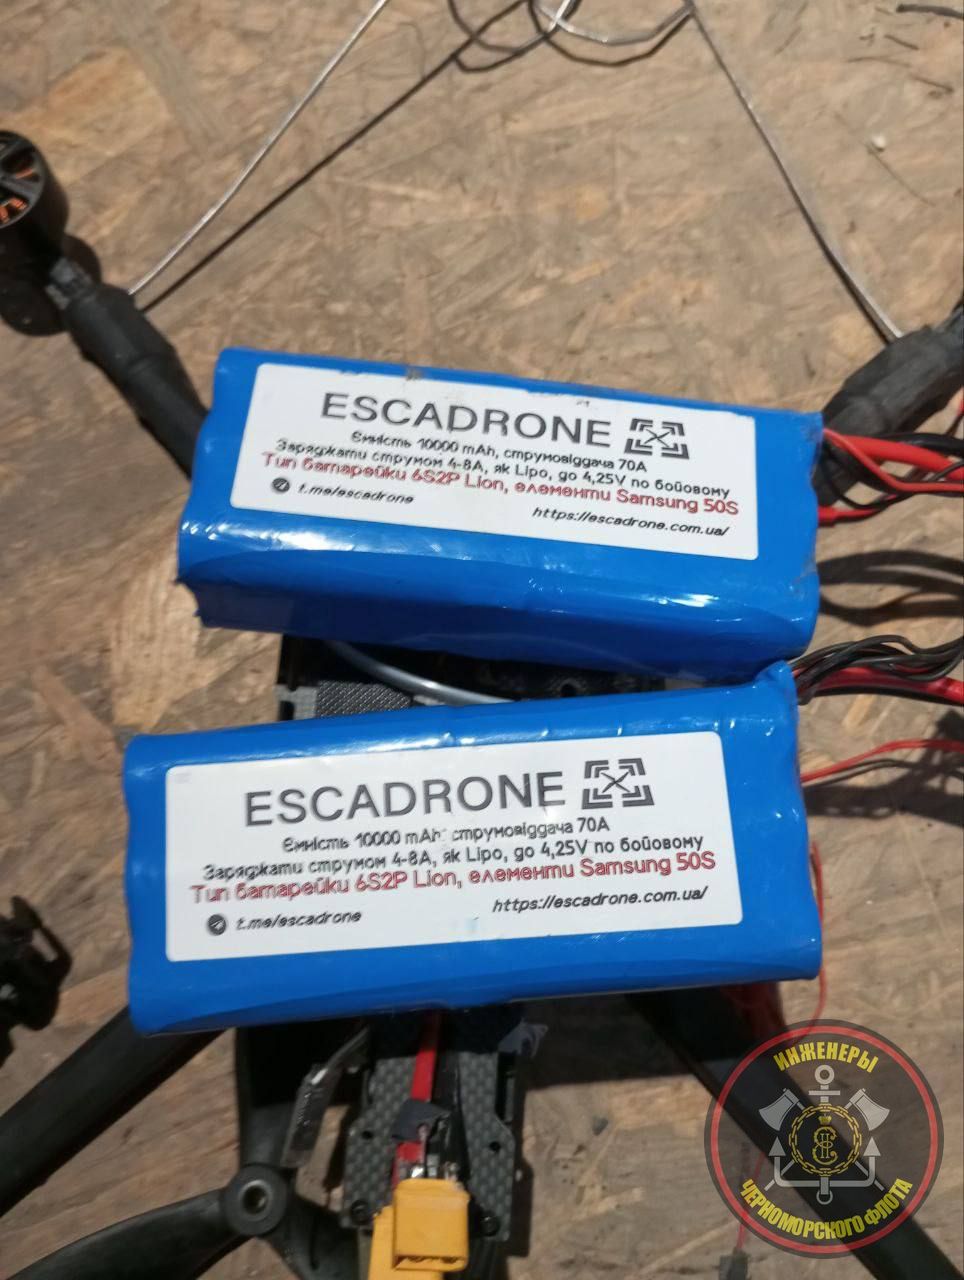 ESCADRONE
Ємність 10000 mAh, струмовіддача 70А
Заряджати струмом 4-8А, як Lipo, до 4,25V по бойовому
Тип батарейки 6S2P Lion, елементи Samsung 50S
t.me/escadrone
https://escadrone.com.ua/
ESCADRONE
Ємність 10000 mAh, струмовіддача 70А
Заряджати струмом 4-8А, як Lipo, до 4,25V по бойовому
Тип батарейки 6S2P Lion, елементи Samsung 50S
t.me/escadrone
https://escadrone.com.ua/
ИНЖЕНЕРЫ
ЧЕРНОМОРСКОГО ФЛОТА